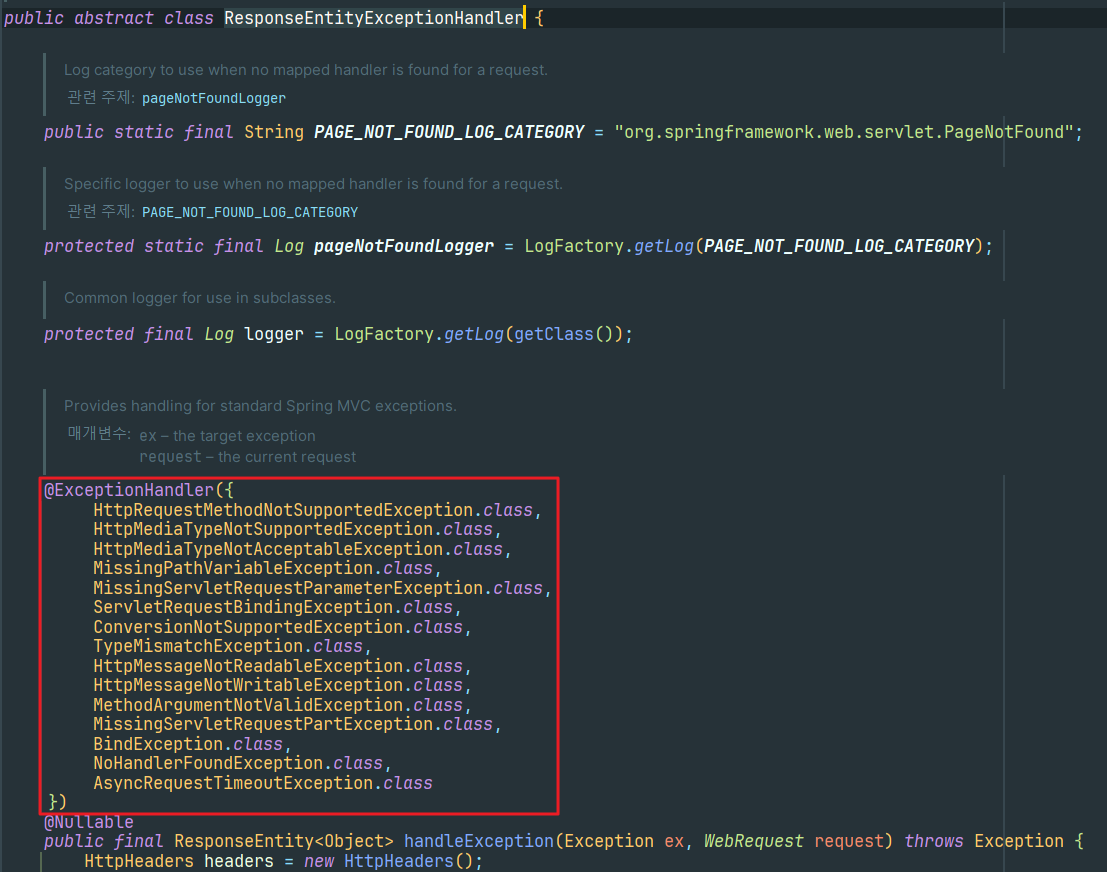 public abstract class ResponseEntityExceptionHandler {
Log category to use when no mapped handler is found for a request.
관련 주제: pageNotFoundLogger
public static final String PAGE_NOT_FOUND_LOG_CATEGORY = "org.springframework.web.servlet.PageNotFound";
Specific logger to use when no mapped handler is found for a request.
관련 주제: PAGE_NOT_FOUND_LOG_CATEGORY
protected static final Log pageNotFoundLogger = LogFactory.getLog(PAGE_NOT_FOUND_LOG_CATEGORY);
Common logger for use in subclasses.
protected final Log logger = LogFactory.getLog(getClass());
Provides handling for standard Spring MVC exceptions.
매개변수: ex – the target exception
request – the current request
@ExceptionHandler({
HttpRequestMethodNotSupportedException.class,
HttpMediaTypeNotSupportedException.class,
HttpMediaTypeNotAcceptableException.class,
MissingPathVariableException.class,
MissingServletRequestParameterException.class,
ServletRequestBindingException.class,
ConversionNotSupportedException.class,
TypeMismatchException.class,
HttpMessageNotReadableException.class,
HttpMessageNotWritableException.class,
MethodArgumentNotValidException.class,
MissingServletRequestPartException.class,
BindException.class,
NoHandlerFoundException.class,
AsyncRequestTimeoutException.class
})
@Nullable
public final ResponseEntity<Object> handleException(Exception ex, WebRequest request) throws Exception {
HttpHeaders headers = new HttpHeaders();